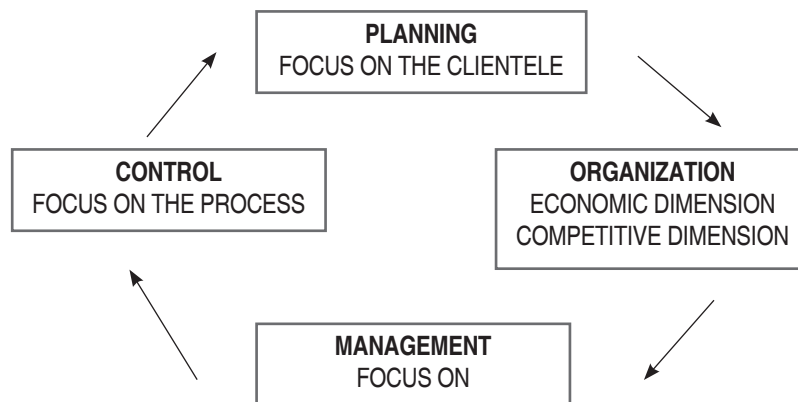 PLANNING
FOCUS ON THE CLIENTELE
CONTROL
FOCUS ON THE PROCESS
ORGANIZATION
ECONOMIC DIMENSION
COMPETITIVE DIMENSION
MANAGEMENT
FOCUS ON